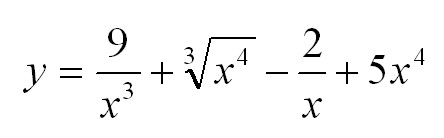 y = 9/x³ + ∛(x⁴) − 2/x + 5x⁴